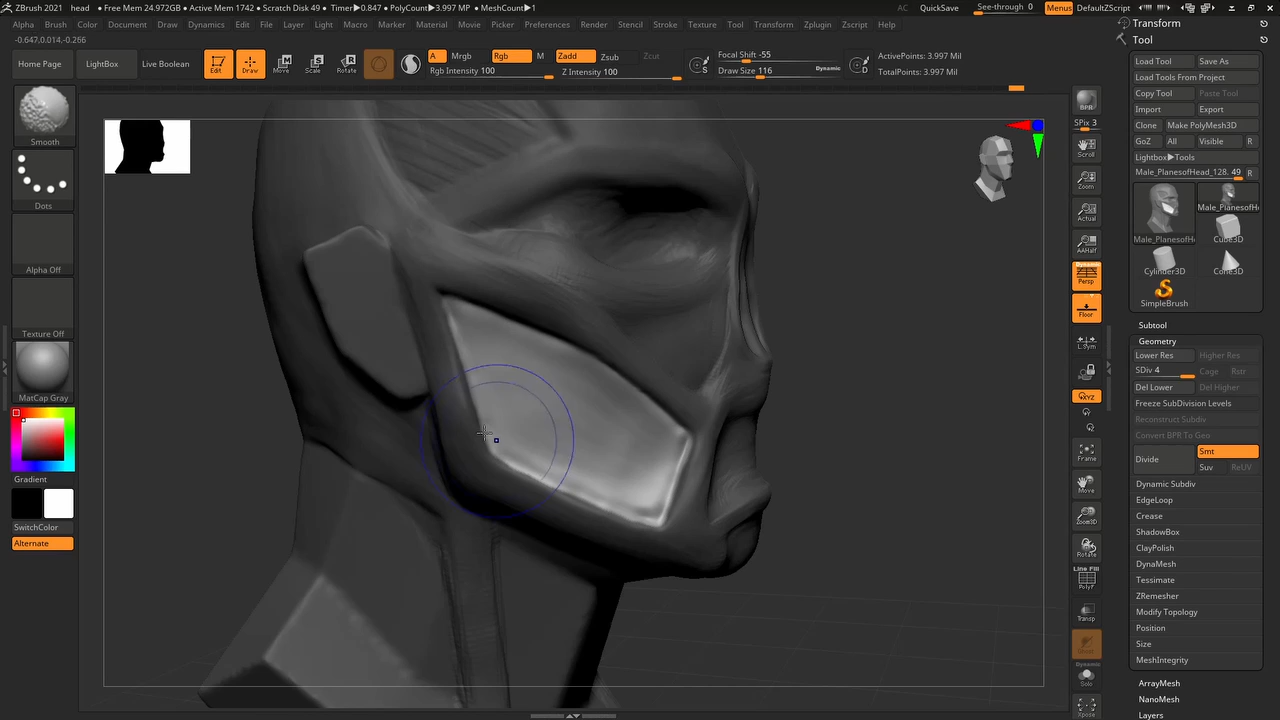 ZBrush 2021 head • Free Mem 24.972GB • Active Mem 1742 • Scratch Disk 49 • Timer▶0.847 • PolyCount▶3.997 MP • MeshCount▶1
AC QuickSave See-through 0 Menus DefaultZScript
Alpha Brush Color Document Draw Dynamics Edit File Layer Light Macro Marker Material Movie Picker Preferences Render Stencil Stroke Texture Tool Transform Zplugin Zscript Help
-0.647,0.014,-0.266
Home Page
LightBox
Live Boolean
Edit
Draw
Move
Scale
Rotate
A Mrgb Rgb M Zadd Zsub Zcut
Rgb Intensity 100
Z Intensity 100
S
Focal Shift -55
Draw Size 116
Dynamic
D
ActivePoints: 3.997 Mil
TotalPoints: 3.997 Mil
Smooth
Dots
Alpha Off
Texture Off
MatCap Gray
Gradient
SwitchColor
Alternate
BPR
SPix 3
Scroll
Zoom
Actual
AAHalf
Dynamic
Persp
Floor
L.Sym
XYZ
Frame
Move
Zoom3D
Rotate
Line Fill
PolyF
Transp
Dynamic
Solo
Xpose
Transform
Tool
Load Tool Save As
Load Tools From Project
Copy Tool Paste Tool
Import Export
Clone Make PolyMesh3D
GoZ All Visible R
Lightbox▶Tools
Male_PlanesofHead_128. 49 R
Male_PlanesofHe
Male_PlanesofHe
Cube3D
Cylinder3D
Cone3D
SimpleBrush
Subtool
Geometry
Lower Res Higher Res
SDiv 4 Cage Rstr
Del Lower Del Higher
Freeze SubDivision Levels
Reconstruct Subdiv
Convert BPR To Geo
Divide Smt
Suv ReUV
Dynamic Subdiv
EdgeLoop
Crease
ShadowBox
ClayPolish
DynaMesh
Tessimate
ZRemesher
Modify Topology
Position
Size
MeshIntegrity
ArrayMesh
NanoMesh
Layers